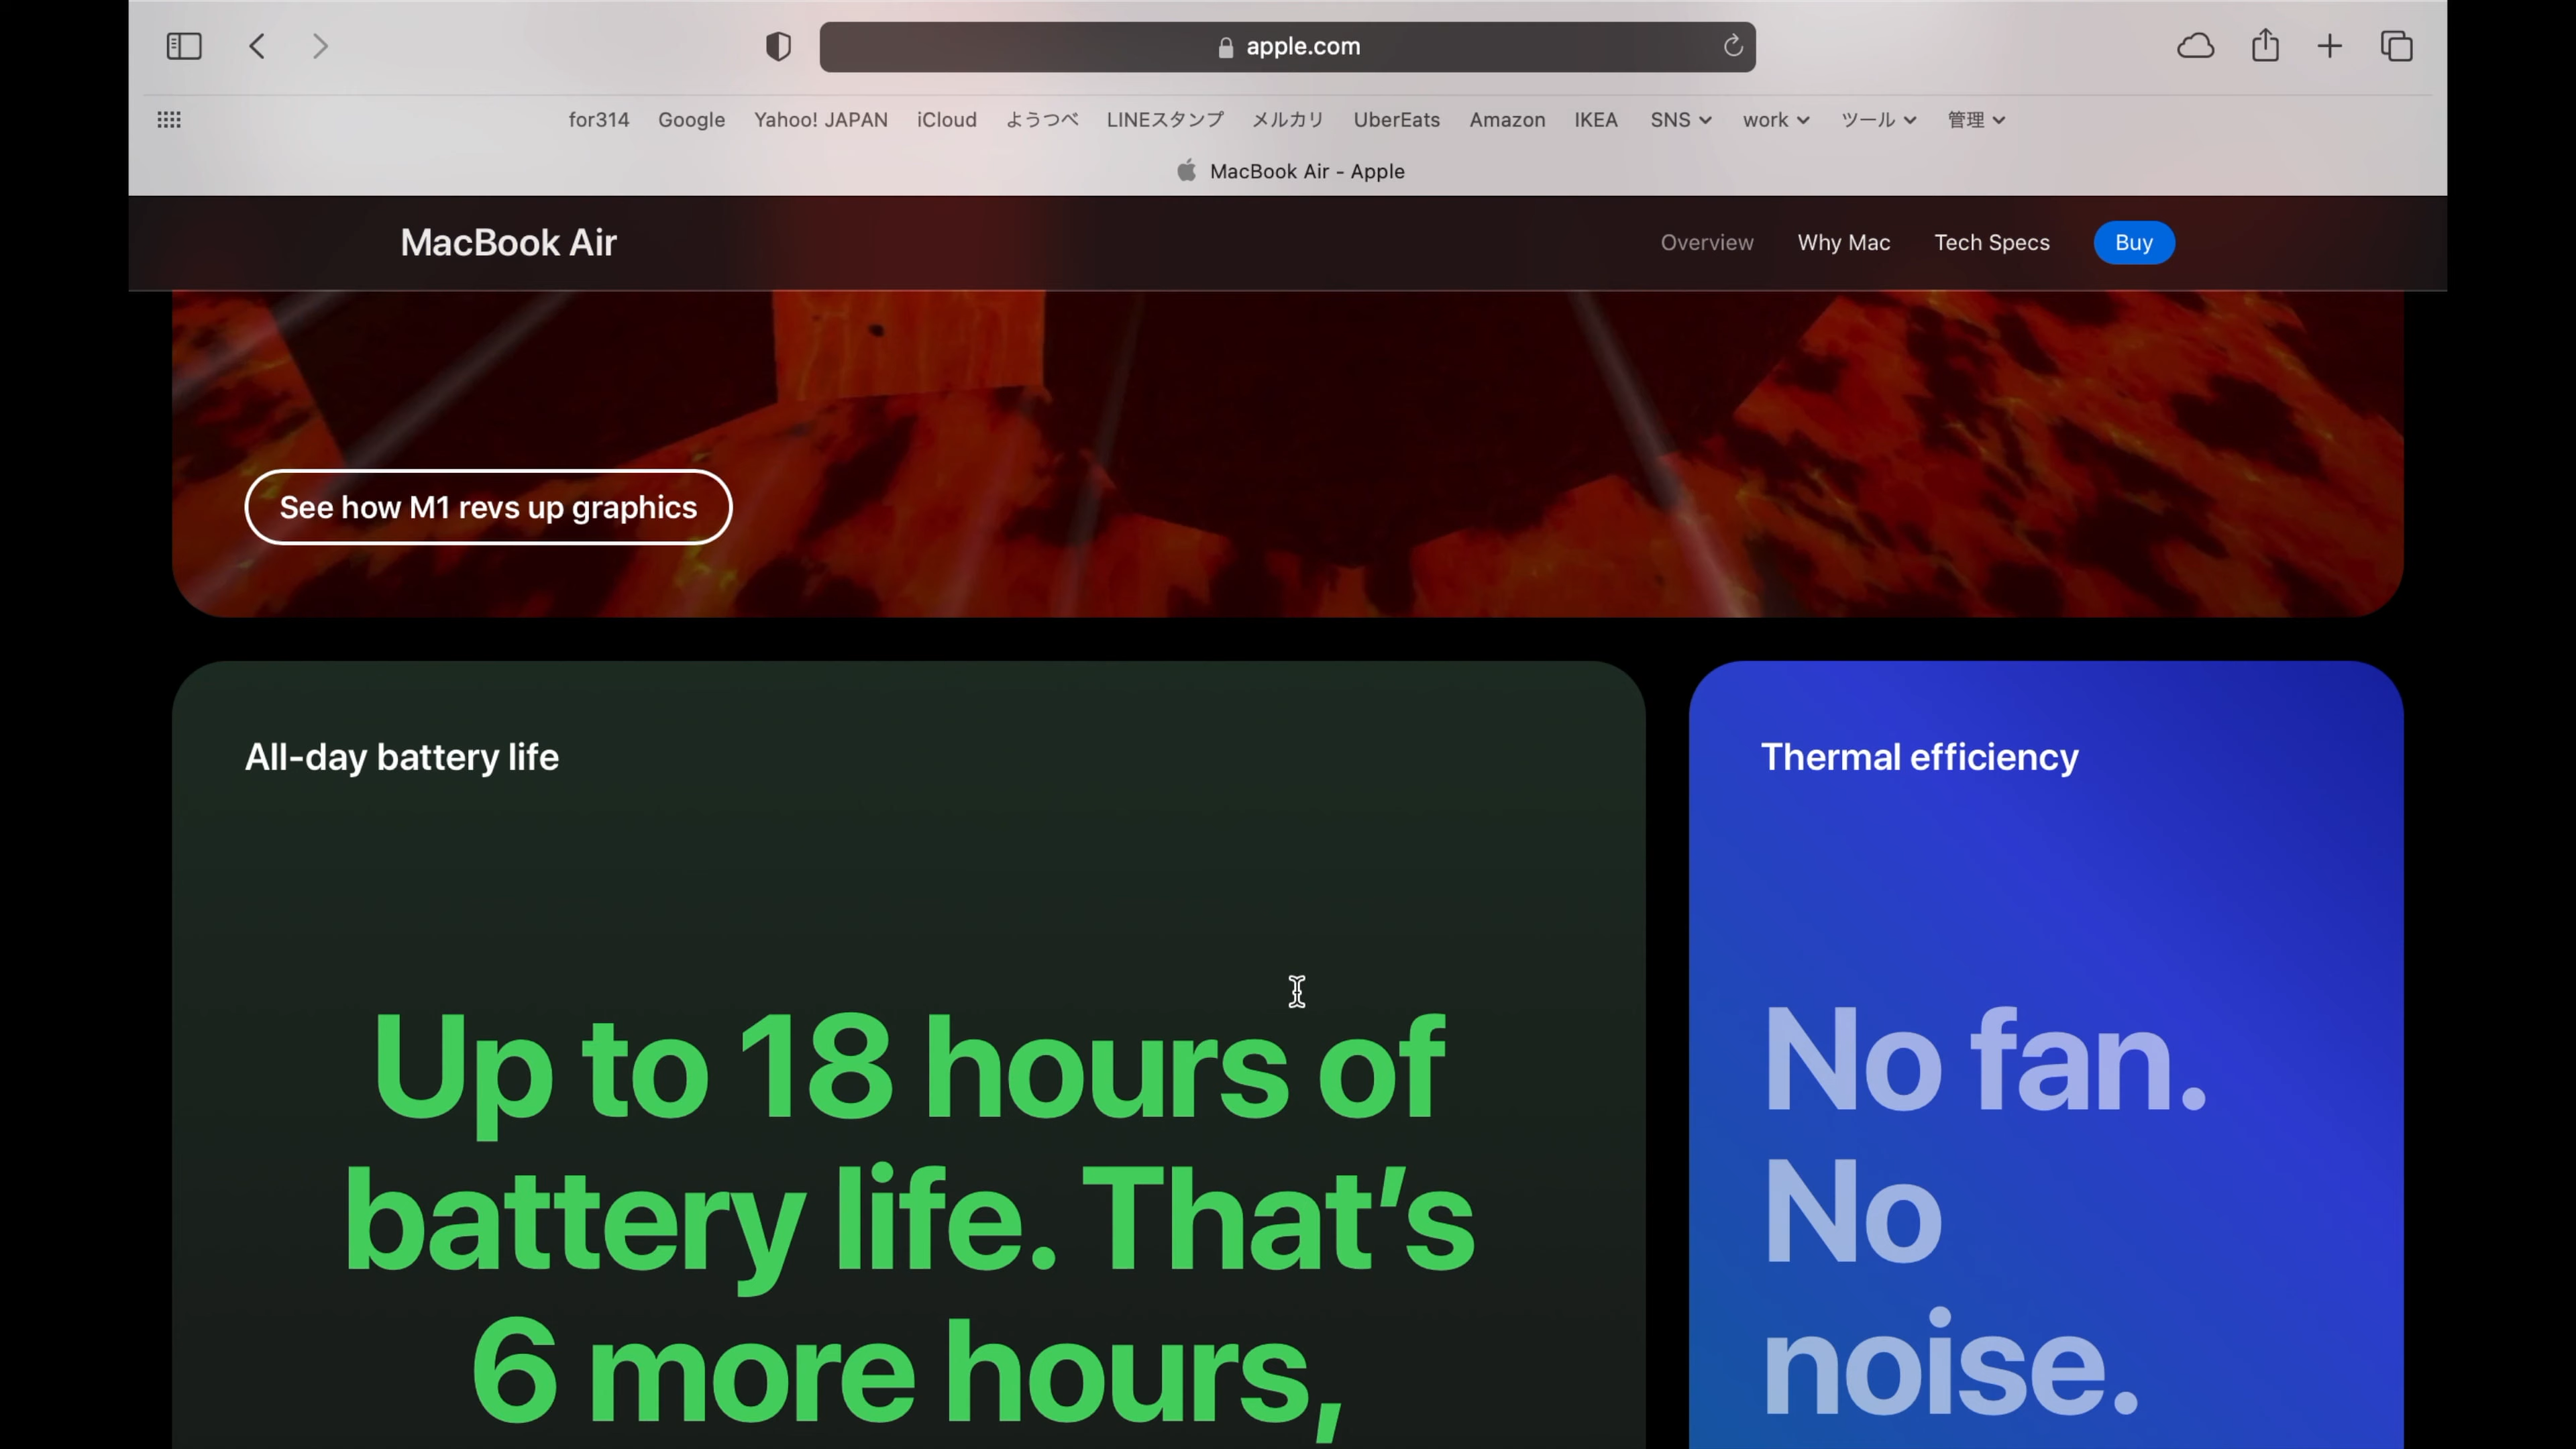 apple.com
for314 Google Yahoo! JAPAN iCloud ようつべ LINEスタンプ メルカリ UberEats Amazon IKEA SNS work ツール 管理
MacBook Air - Apple
MacBook Air Overview Why Mac Tech Specs Buy
See how M1 revs up graphics
All-day battery life
Up to 18 hours of
battery life. That’s
6 more hours,
Thermal efficiency
No fan.
No
noise.